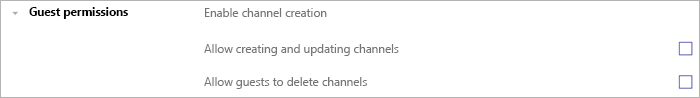 Guest permissions Enable channel creation
Allow creating and updating channels
Allow guests to delete channels